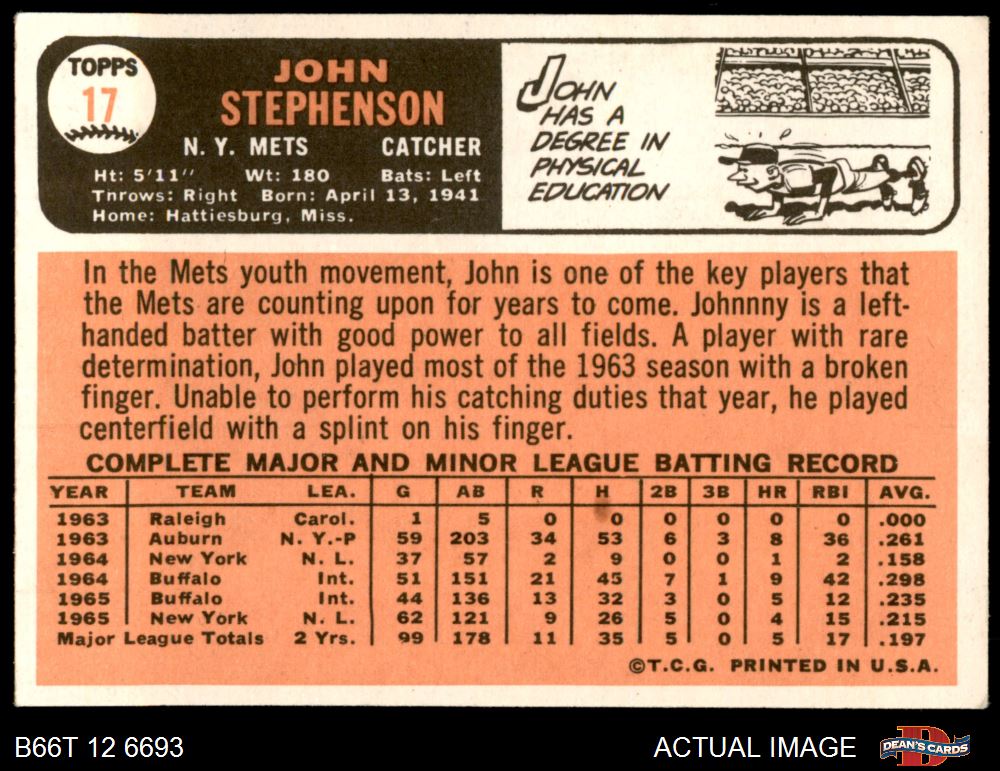 TOPPS
17
JOHN
STEPHENSON
N. Y. METS CATCHER
Ht: 5'11" Wt: 180 Bats: Left
Throws: Right Born: April 13, 1941
Home: Hattiesburg, Miss.
JOHN
HAS A
DEGREE IN
PHYSICAL
EDUCATION
In the Mets youth movement, John is one of the key players that
the Mets are counting upon for years to come. Johnnny is a left-
handed batter with good power to all fields. A player with rare
determination, John played most of the 1963 season with a broken
finger. Unable to perform his catching duties that year, he played
centerfield with a splint on his finger.
COMPLETE MAJOR AND MINOR LEAGUE BATTING RECORD
YEAR TEAM LEA. G AB R H 2B 3B HR RBI AVG.
1963 Raleigh Carol. 1 5 0 0 0 0 0 0 .000
1963 Auburn N. Y.-P 59 203 34 53 6 3 8 36 .261
1964 New York N. L. 37 57 2 9 0 0 1 2 .158
1964 Buffalo Int. 51 151 21 45 7 1 9 42 .298
1965 Buffalo Int. 44 136 13 32 3 0 5 12 .235
1965 New York N. L. 62 121 9 26 5 0 4 15 .215
Major League Totals 2 Yrs. 99 178 11 35 5 0 5 17 .197
©T.C.G. PRINTED IN U.S.A.
B66T 12 6693 ACTUAL IMAGE DEAN'S CARDS